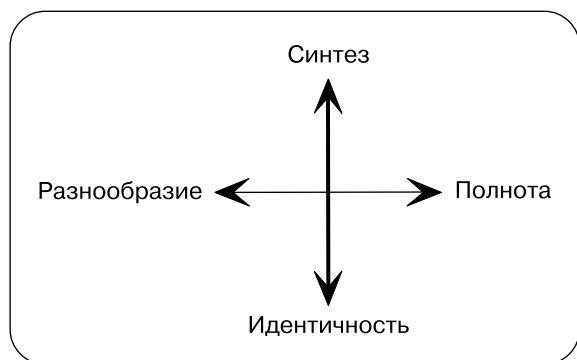 Синтез
Разнообразие
Полнота
Идентичность